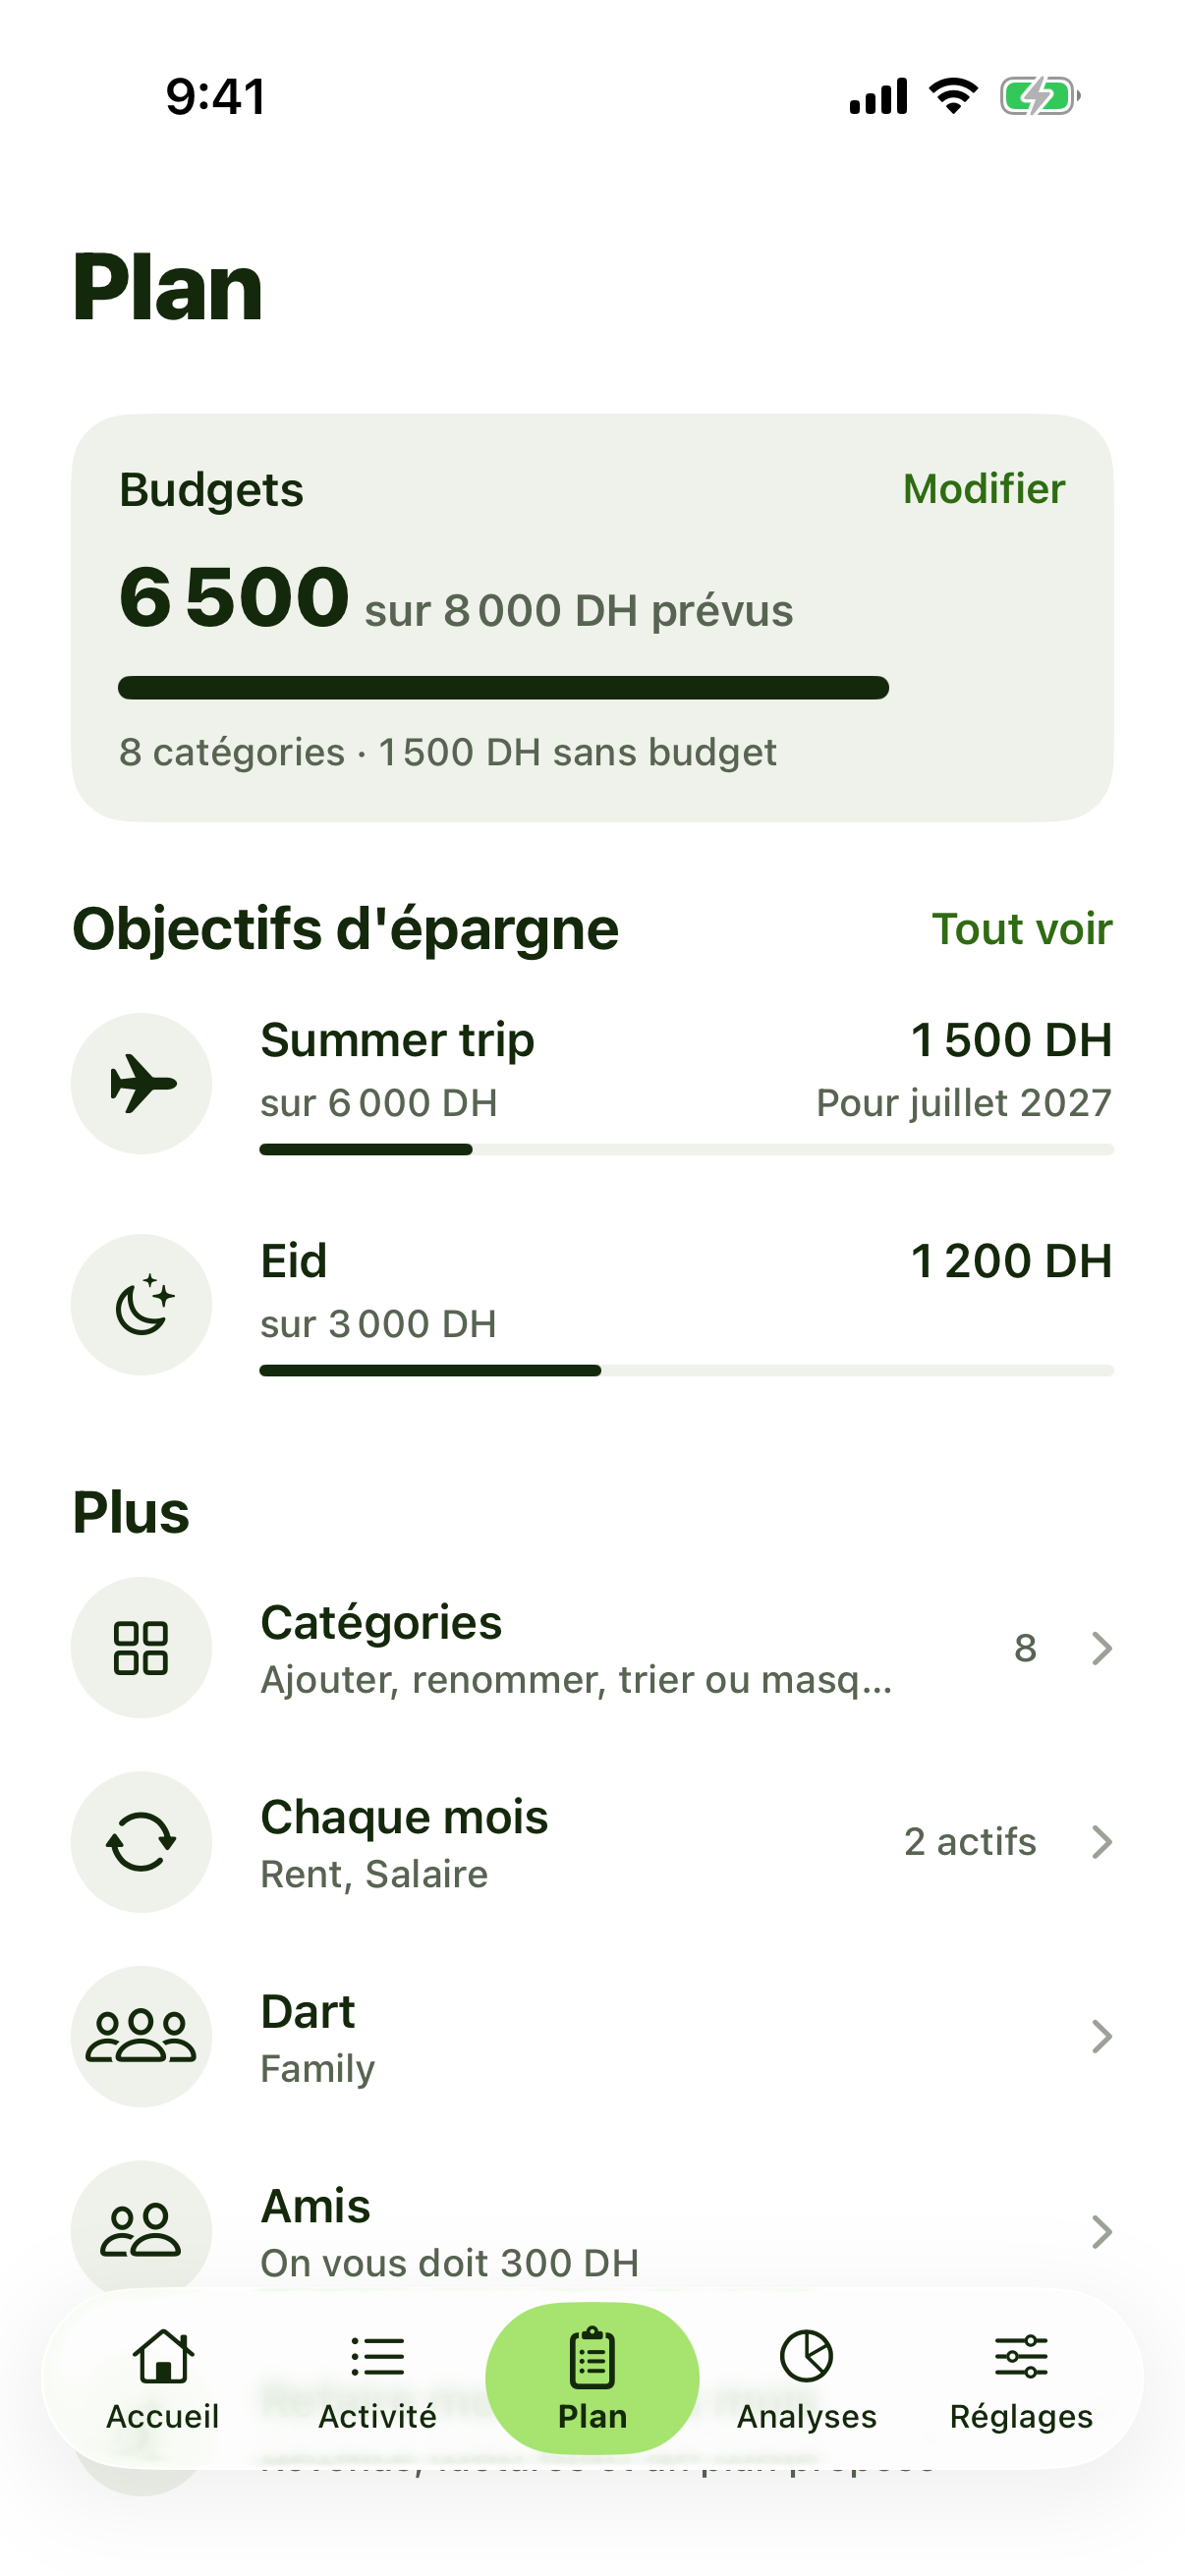 9:41
Plan
Budgets
Modifier
6 500 sur 8 000 DH prévus
8 catégories · 1 500 DH sans budget
Objectifs d'épargne
Tout voir
Summer trip
1 500 DH
sur 6 000 DH
Pour juillet 2027
Eid
1 200 DH
sur 3 000 DH
Plus
Catégories
Ajouter, renommer, trier ou masq...
8
Chaque mois
Rent, Salaire
2 actifs
Dart
Family
Amis
On vous doit 300 DH
Accueil
Activité
Plan
Analyses
Réglages